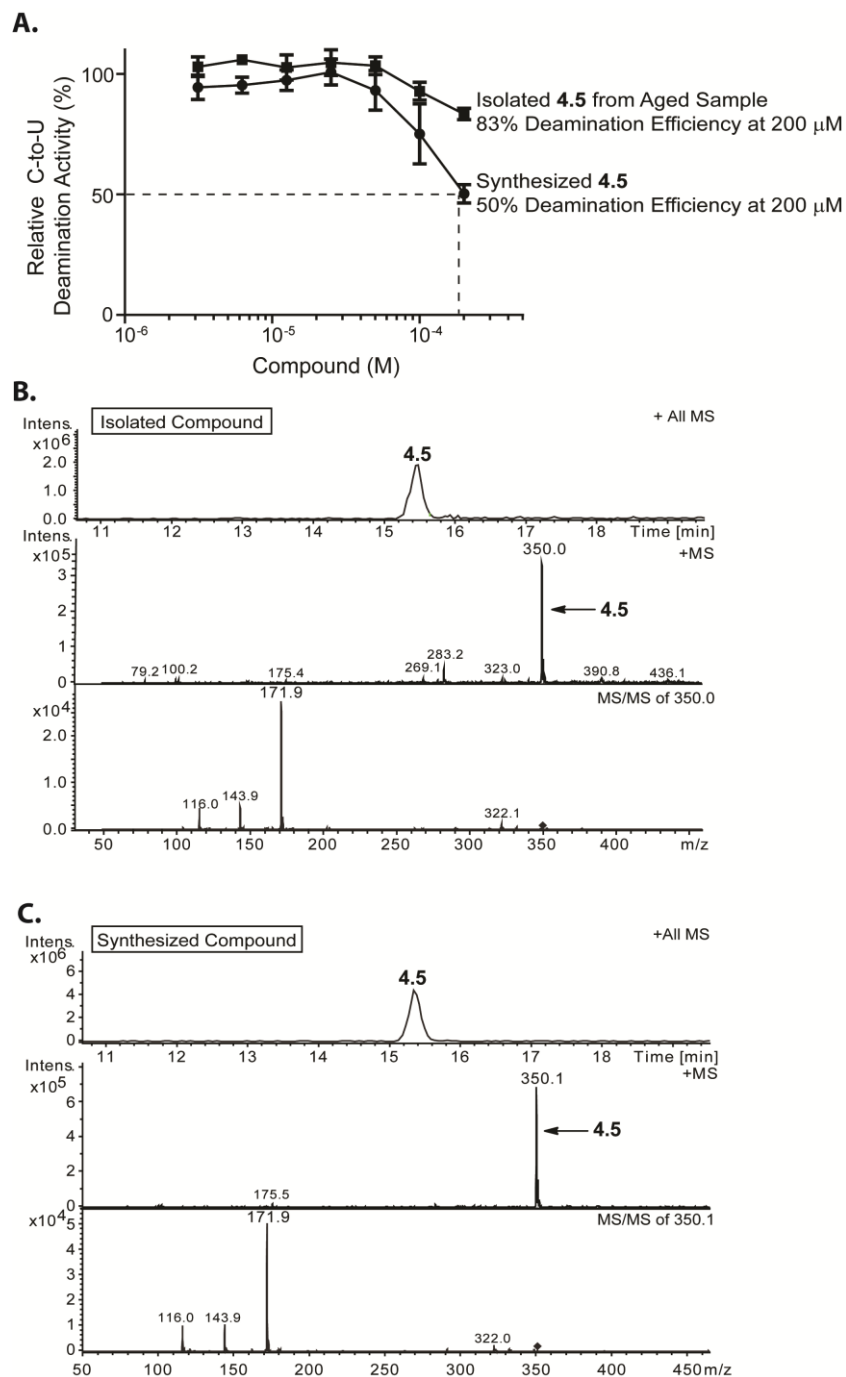 A.
Relative C-to-U
Deamination Activity (%)
100
50
0
10-6
10-5
10-4
Compound (M)
Isolated 4.5 from Aged Sample
83% Deamination Efficiency at 200 μM
Synthesized 4.5
50% Deamination Efficiency at 200 μM
B.
Intens.
x106
Isolated Compound
+ All MS
4.5
2.0
1.0
0.0
11 12 13 14 15 16 17 18 Time [min]
x105
+MS
350.0
3
2
1
0
4.5
79.2 100.2 175.4 269.1 283.2 323.0 390.8 436.1
x104
MS/MS of 350.0
171.9
2.0
1.0
0.0
116.0 143.9 322.1
50 100 150 200 250 300 350 400 m/z
C.
Intens.
x106
Synthesized Compound
+All MS
4.5
6
4
2
0
11 12 13 14 15 16 17 18 Time [min]
Intens.
x105
+MS
350.1
6
4
2
0
4.5
175.5
x104
MS/MS of 350.1
171.9
5
4
3
2
1
0
116.0 143.9 322.0
50 100 150 200 250 300 350 400 450 m/z